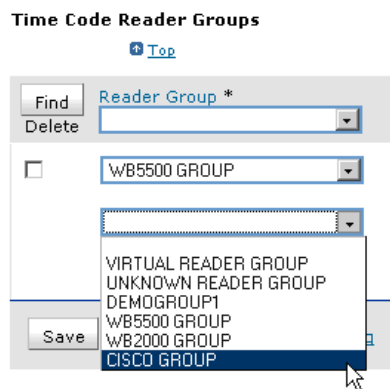 Time Code Reader Groups
Top
Find
Delete
Reader Group *
WB5500 GROUP
VIRTUAL READER GROUP
UNKNOWN READER GROUP
DEMOGROUP1
WB5500 GROUP
WB2000 GROUP
CISCO GROUP
Save